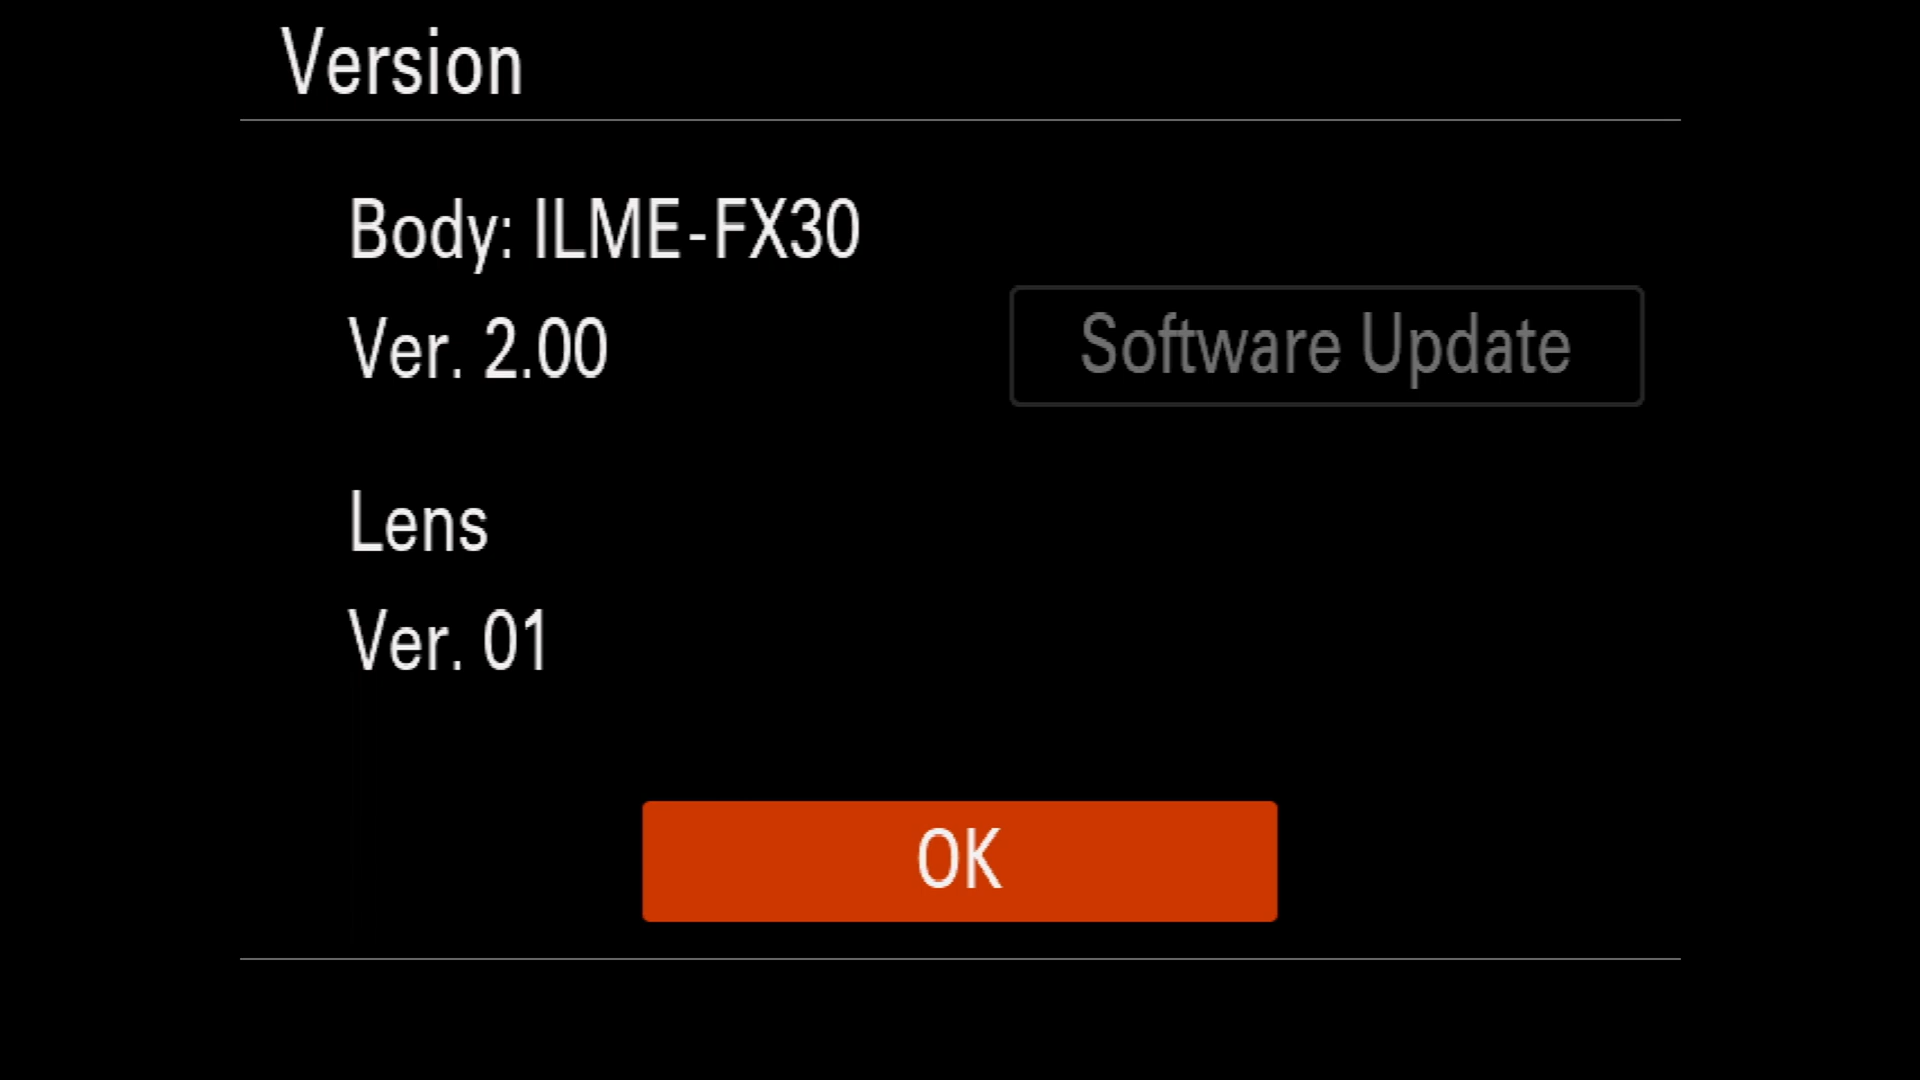 Version
Body: ILME-FX30
Ver. 2.00
Software Update
Lens
Ver. 01
OK